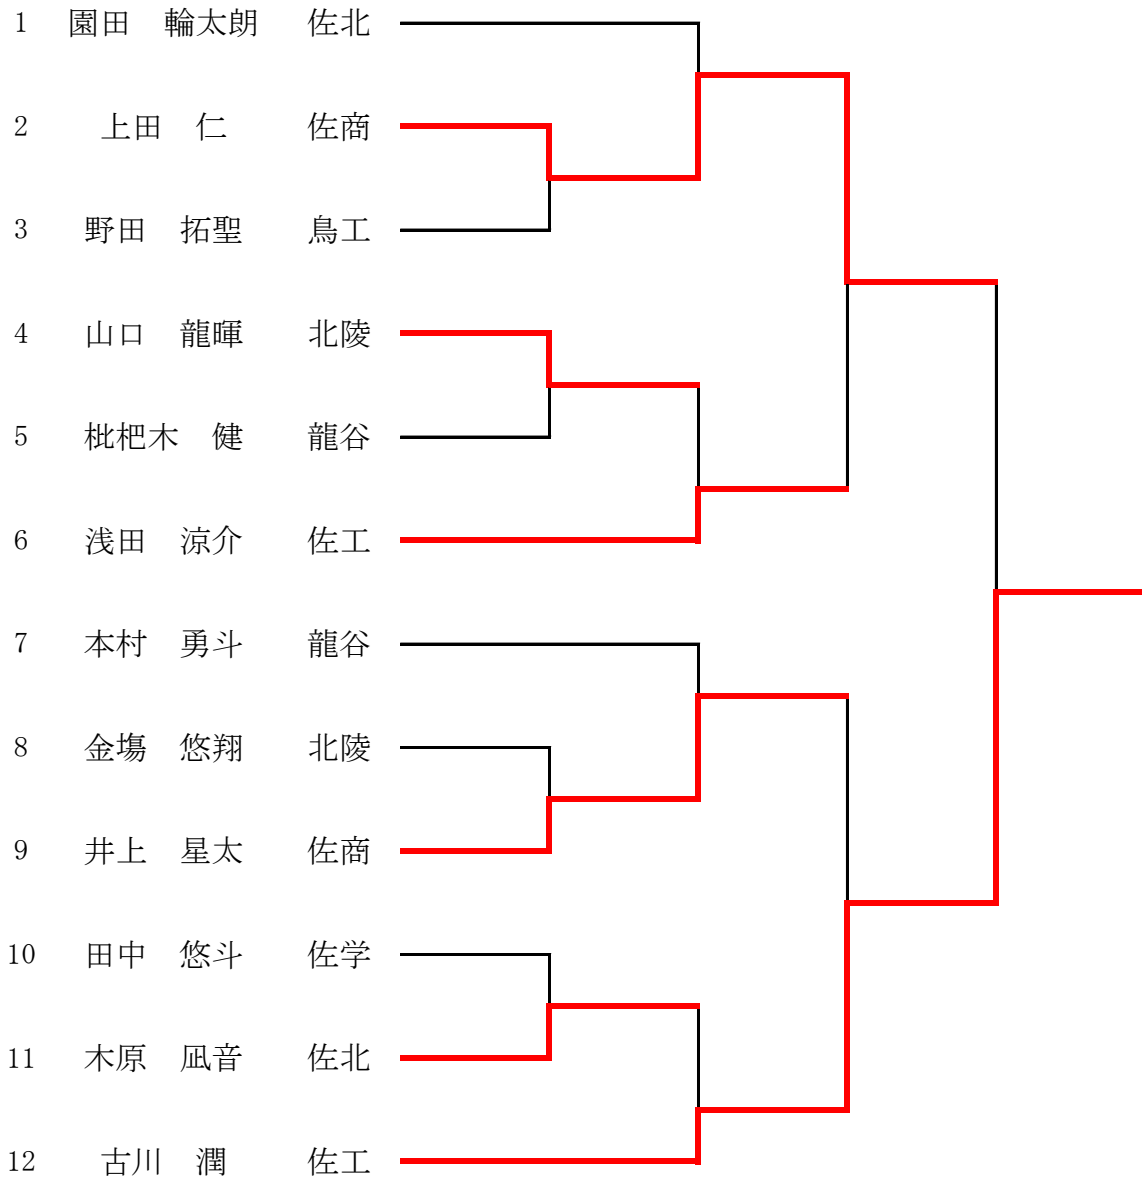 1 園田 輪太朗 佐北
2 上田 仁 佐商
3 野田 拓聖 鳥工
4 山口 龍暉 北陵
5 枇杷木 健 龍谷
6 浅田 涼介 佐工
7 本村 勇斗 龍谷
8 金塲 悠翔 北陵
9 井上 星太 佐商
10 田中 悠斗 佐学
11 木原 凪音 佐北
12 古川 潤 佐工